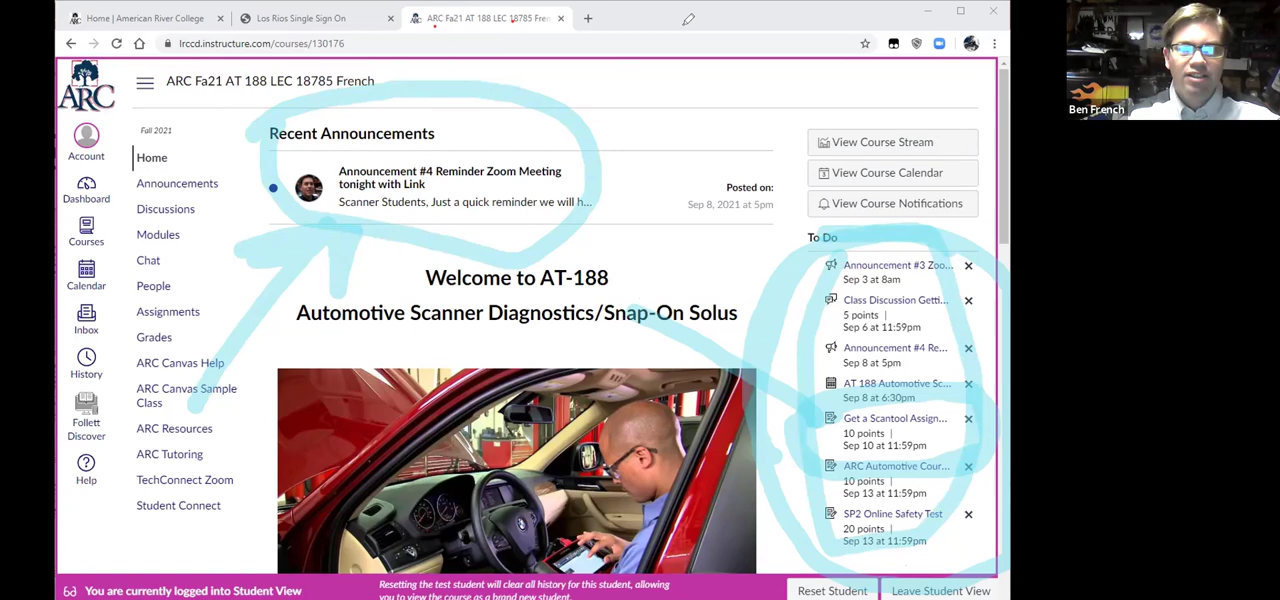 Home | American River College
Los Rios Single Sign On
ARC Fa21 AT 188 LEC 18785 Fren
lrccd.instructure.com/courses/130176
ARC
ARC Fa21 AT 188 LEC 18785 French
Account
Dashboard
Courses
Calendar
Inbox
History
Follett
Discover
Help
Fall 2021
Home
Announcements
Discussions
Modules
Chat
People
Assignments
Grades
ARC Canvas Help
ARC Canvas Sample
Class
ARC Resources
ARC Tutoring
TechConnect Zoom
Student Connect
Recent Announcements
Announcement #4 Reminder Zoom Meeting
tonight with Link
Scanner Students, Just a quick reminder we will h...
Posted on:
Sep 8, 2021 at 5pm
Welcome to AT-188
Automotive Scanner Diagnostics/Snap-On Solus
View Course Stream
View Course Calendar
View Course Notifications
To Do
Announcement #3 Zoo...
Sep 3 at 8am
Class Discussion Getti...
5 points |
Sep 6 at 11:59pm
Announcement #4 Re...
Sep 8 at 5pm
AT 188 Automotive Sc...
Sep 8 at 6:30pm
Get a Scantool Assign...
10 points |
Sep 10 at 11:59pm
ARC Automotive Cour...
10 points |
Sep 13 at 11:59pm
SP2 Online Safety Test
20 points |
Sep 13 at 11:59pm
You are currently logged into Student View
Resetting the test student will clear all history for this student, allowing
you to view the course as a brand new student.
Reset Student
Leave Student View
Ben French